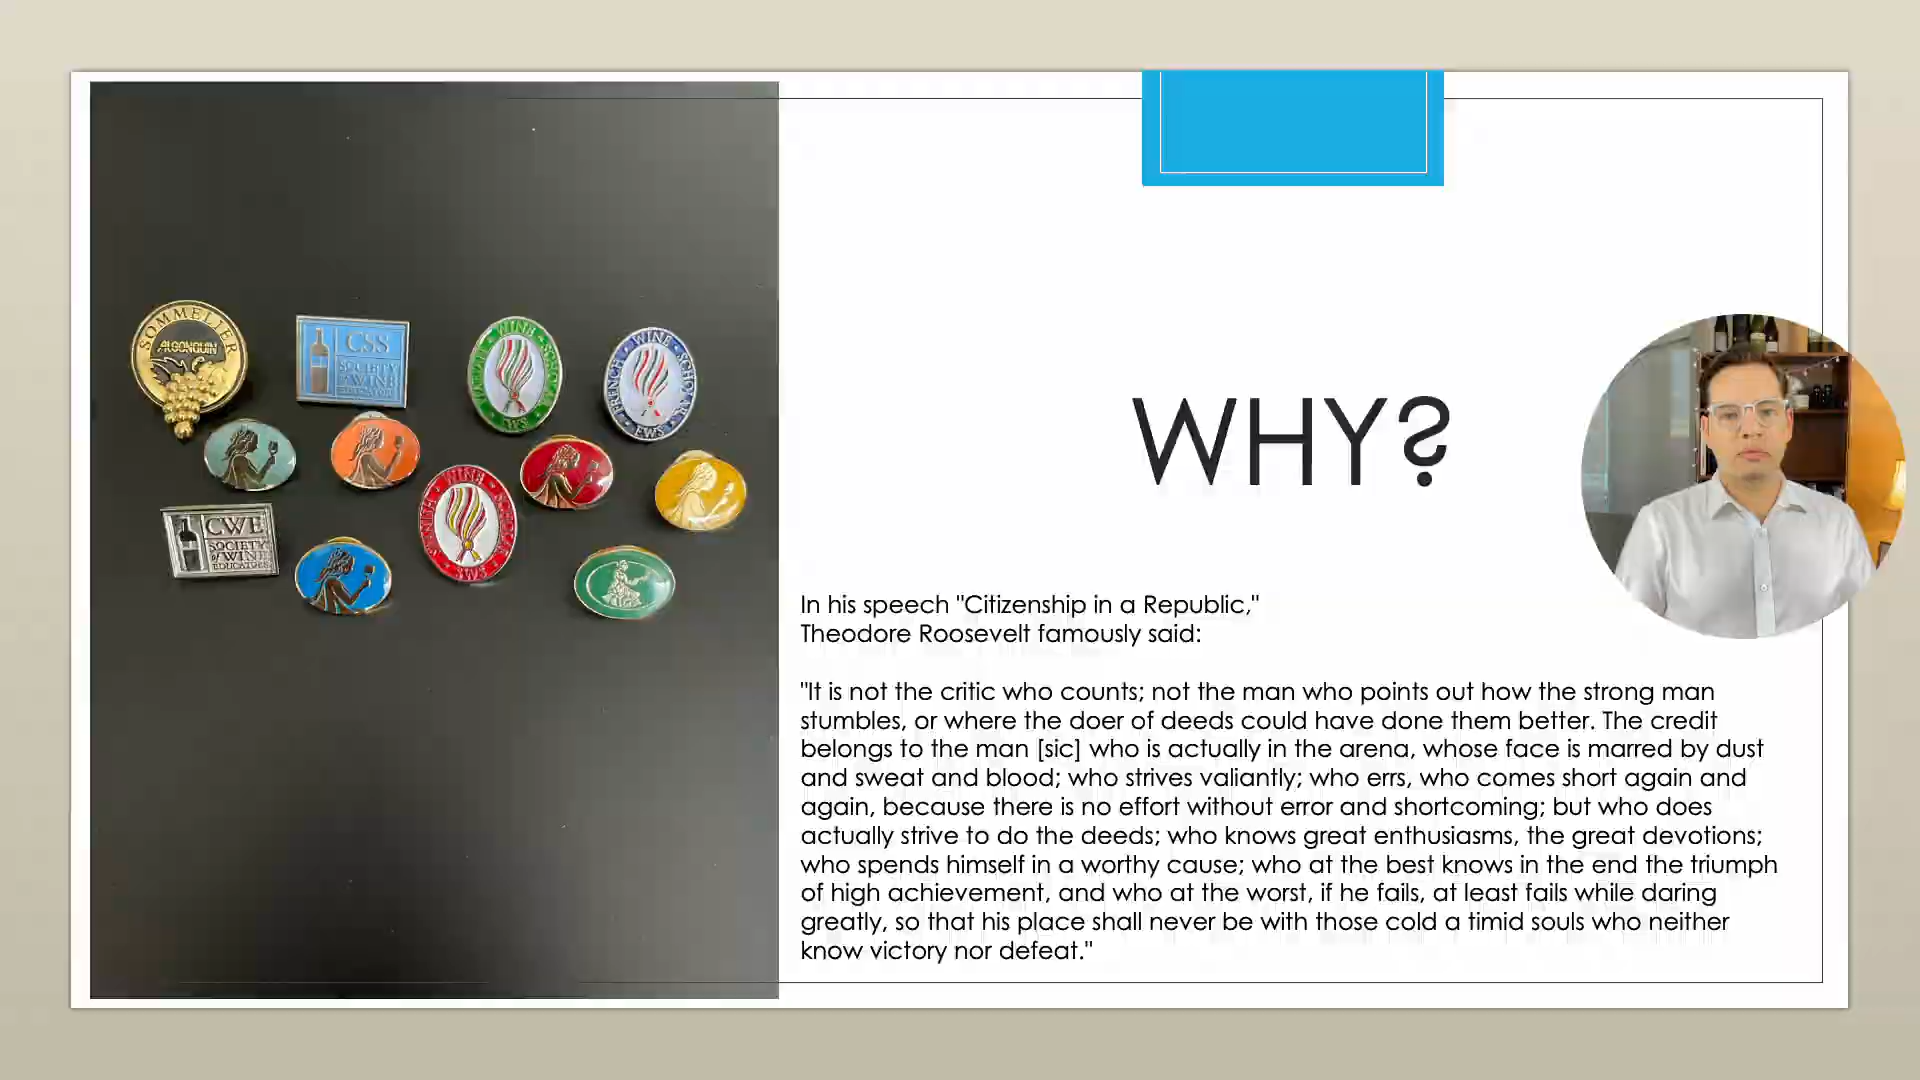 SOMMELIER
ALGONQUIN
CSS
SOCIETY
of WINE
EDUCATORS
WINE SCHOLAR
IWS
FRENCH WINE SCHOLAR
FWS
CWE
SOCIETY
of WINE
EDUCATORS
WINE SCHOLAR
SWS
WHY?
In his speech "Citizenship in a Republic,"
Theodore Roosevelt famously said:
"It is not the critic who counts; not the man who points out how the strong man
stumbles, or where the doer of deeds could have done them better. The credit
belongs to the man [sic] who is actually in the arena, whose face is marred by dust
and sweat and blood; who strives valiantly; who errs, who comes short again and
again, because there is no effort without error and shortcoming; but who does
actually strive to do the deeds; who knows great enthusiasms, the great devotions;
who spends himself in a worthy cause; who at the best knows in the end the triumph
of high achievement, and who at the worst, if he fails, at least fails while daring
greatly, so that his place shall never be with those cold a timid souls who neither
know victory nor defeat."